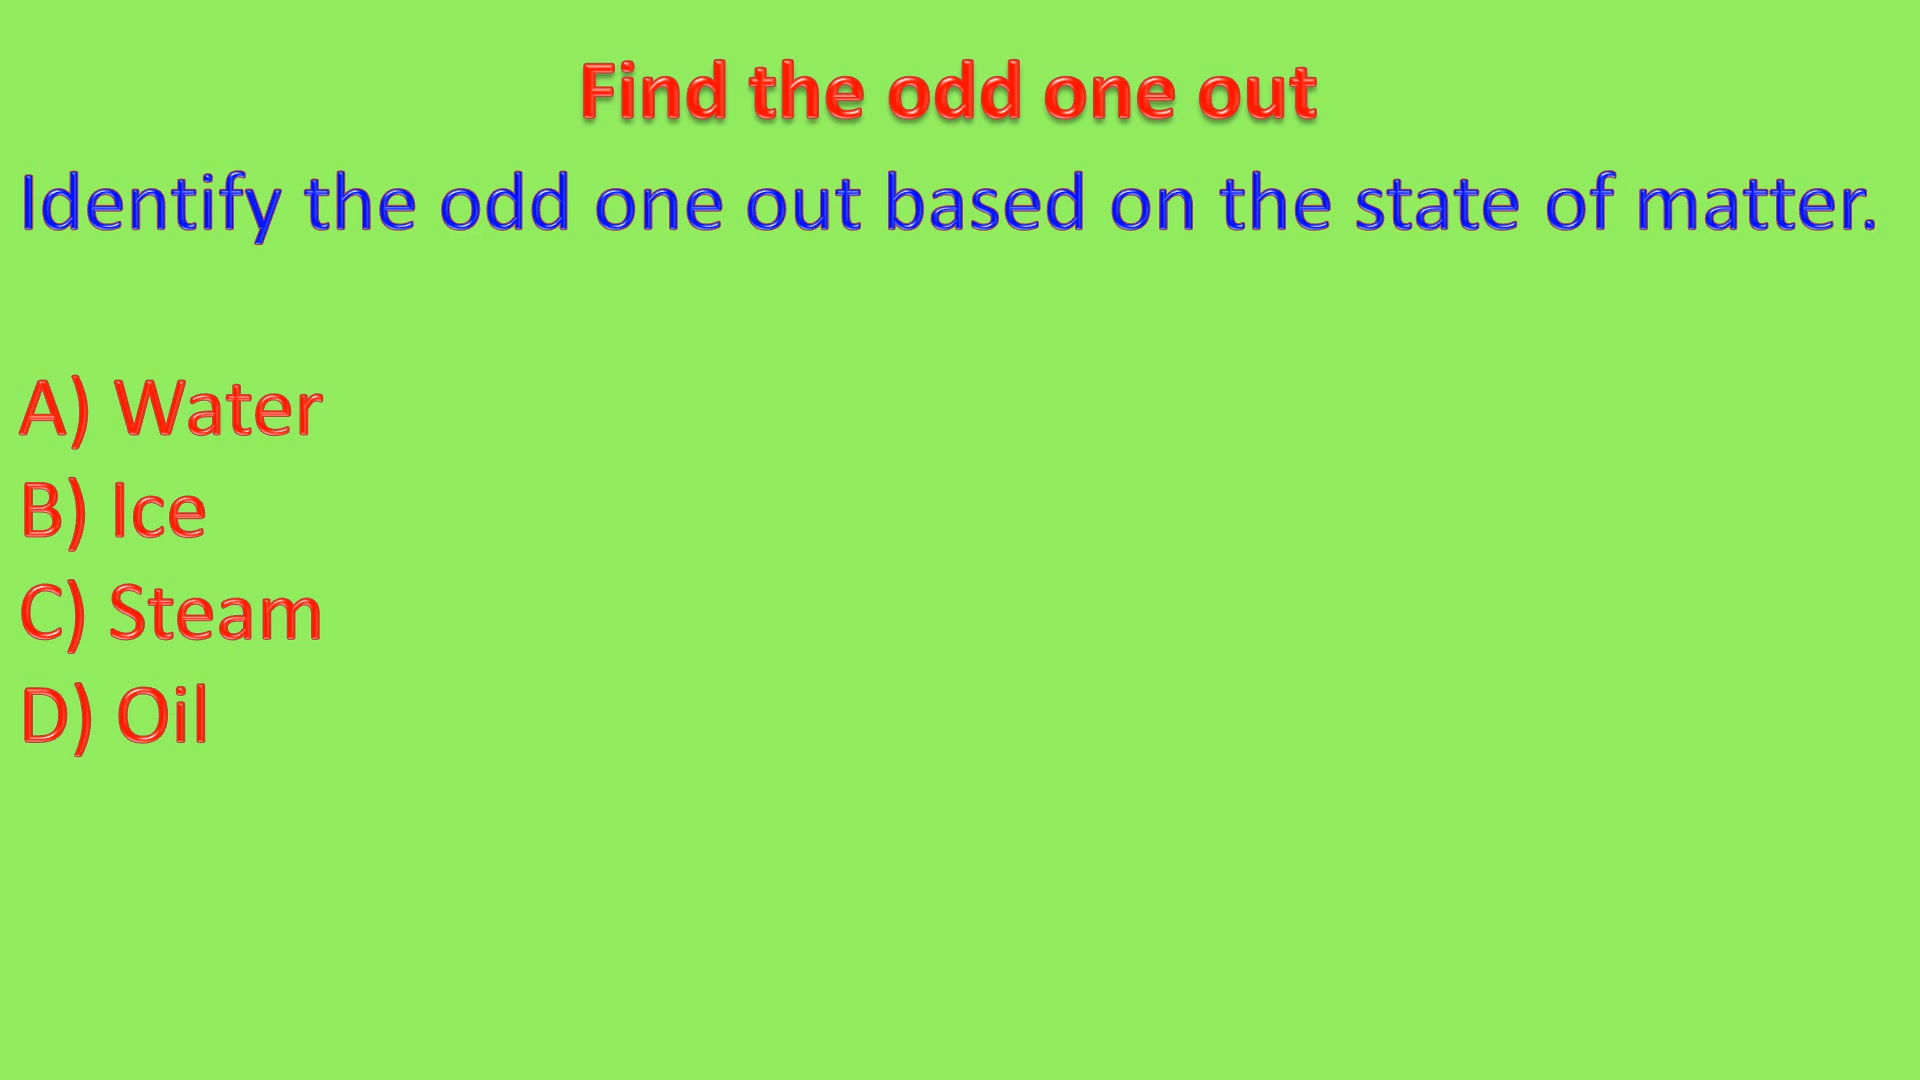 Find the odd one out
Identify the odd one out based on the state of matter.
A) Water
B) Ice
C) Steam
D) Oil